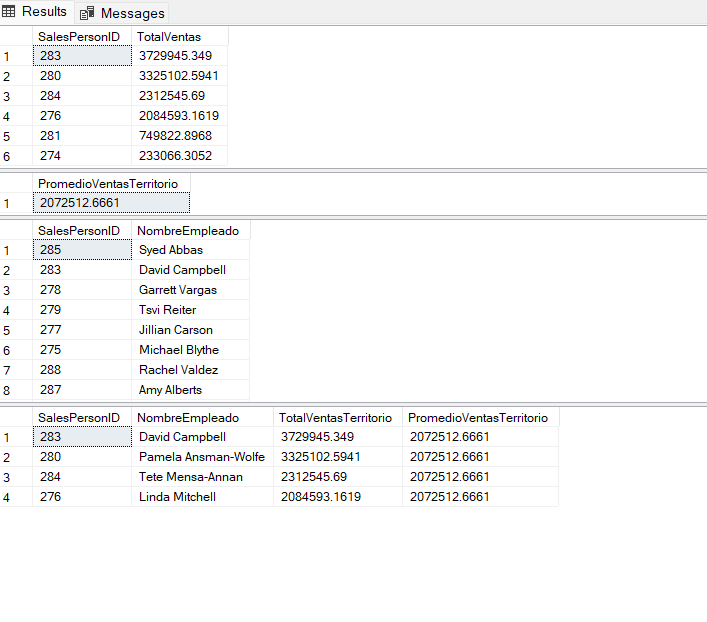 Results Messages
SalesPersonID TotalVentas
1 283 3729945.349
2 280 3325102.5941
3 284 2312545.69
4 276 2084593.1619
5 281 749822.8968
6 274 233066.3052
PromedioVentasTerritorio
1 2072512.6661
SalesPersonID NombreEmpleado
1 285 Syed Abbas
2 283 David Campbell
3 278 Garrett Vargas
4 279 Tsvi Reiter
5 277 Jillian Carson
6 275 Michael Blythe
7 288 Rachel Valdez
8 287 Amy Alberts
SalesPersonID NombreEmpleado TotalVentasTerritorio PromedioVentasTerritorio
1 283 David Campbell 3729945.349 2072512.6661
2 280 Pamela Ansman-Wolfe 3325102.5941 2072512.6661
3 284 Tete Mensa-Annan 2312545.69 2072512.6661
4 276 Linda Mitchell 2084593.1619 2072512.6661